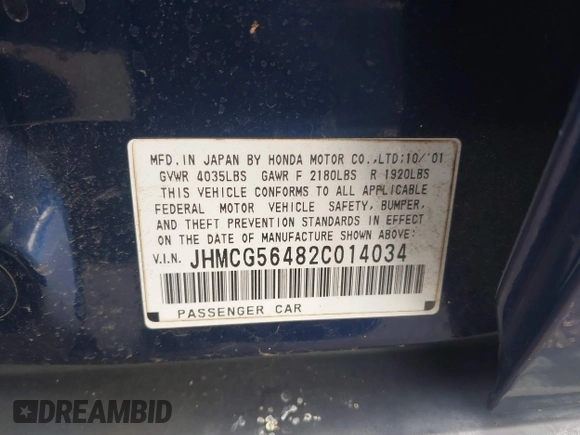 MFD. IN JAPAN BY HONDA MOTOR CO.,LTD;10/'01
GVWR 4035LBS GAWR F 2180LBS R 1920LBS
THIS VEHICLE CONFORMS TO ALL APPLICABLE
FEDERAL MOTOR VEHICLE SAFETY, BUMPER,
AND THEFT PREVENTION STANDARDS IN EFFECT
ON THE DATE OF MANUFACTURE SHOWN ABOVE.
V.I.N. JHMCG56482C014034
PASSENGER CAR
DREAMBID